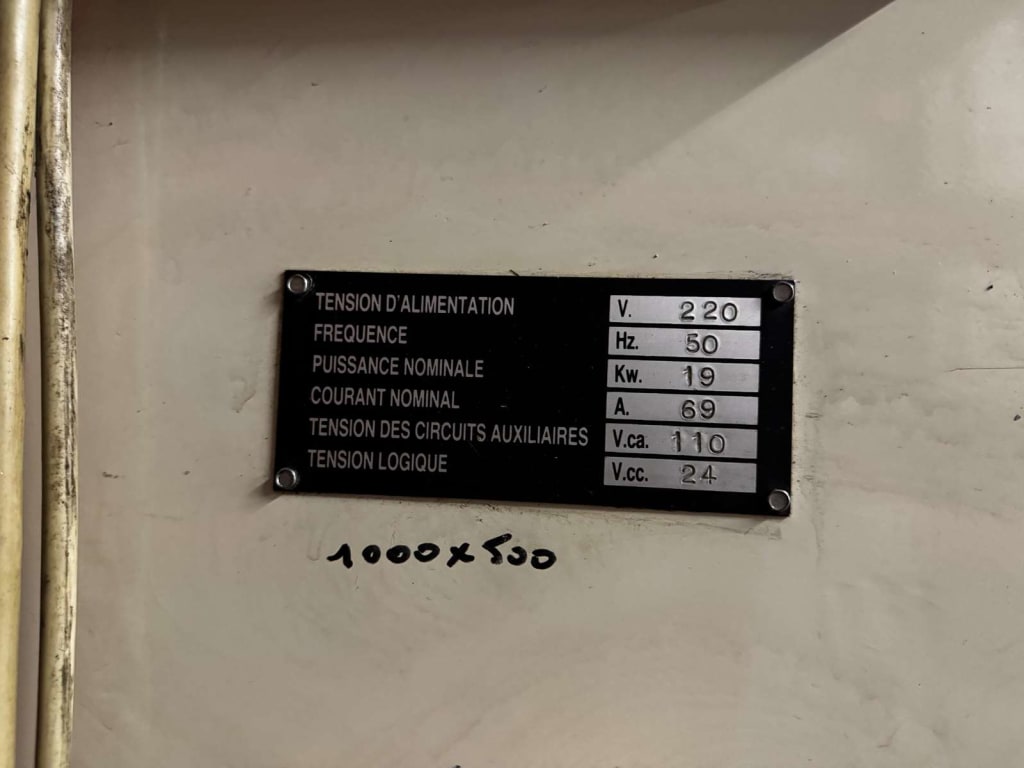 TENSION D'ALIMENTATION V. 220
FREQUENCE Hz. 50
PUISSANCE NOMINALE Kw. 19
COURANT NOMINAL A. 69
TENSION DES CIRCUITS AUXILIAIRES V.ca. 110
TENSION LOGIQUE V.cc. 24
1000x500